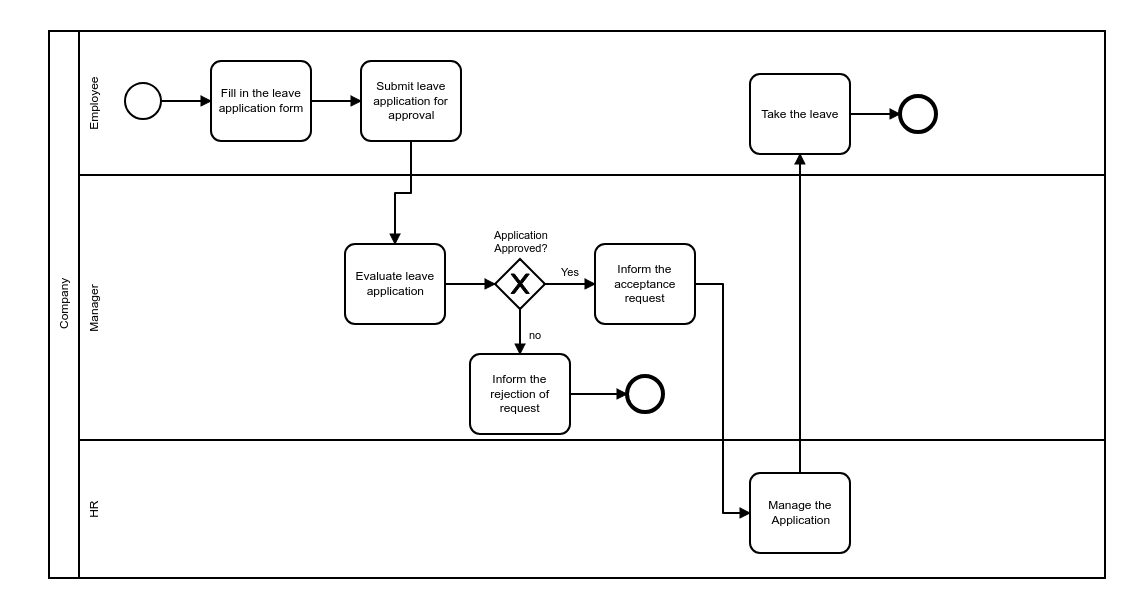 Company
Employee
Fill in the leave
application form
Submit leave
application for
approval
Take the leave
Manager
Evaluate leave
application
Application
Approved?
Yes
no
Inform the
acceptance
request
Inform the
rejection of
request
HR
Manage the
Application